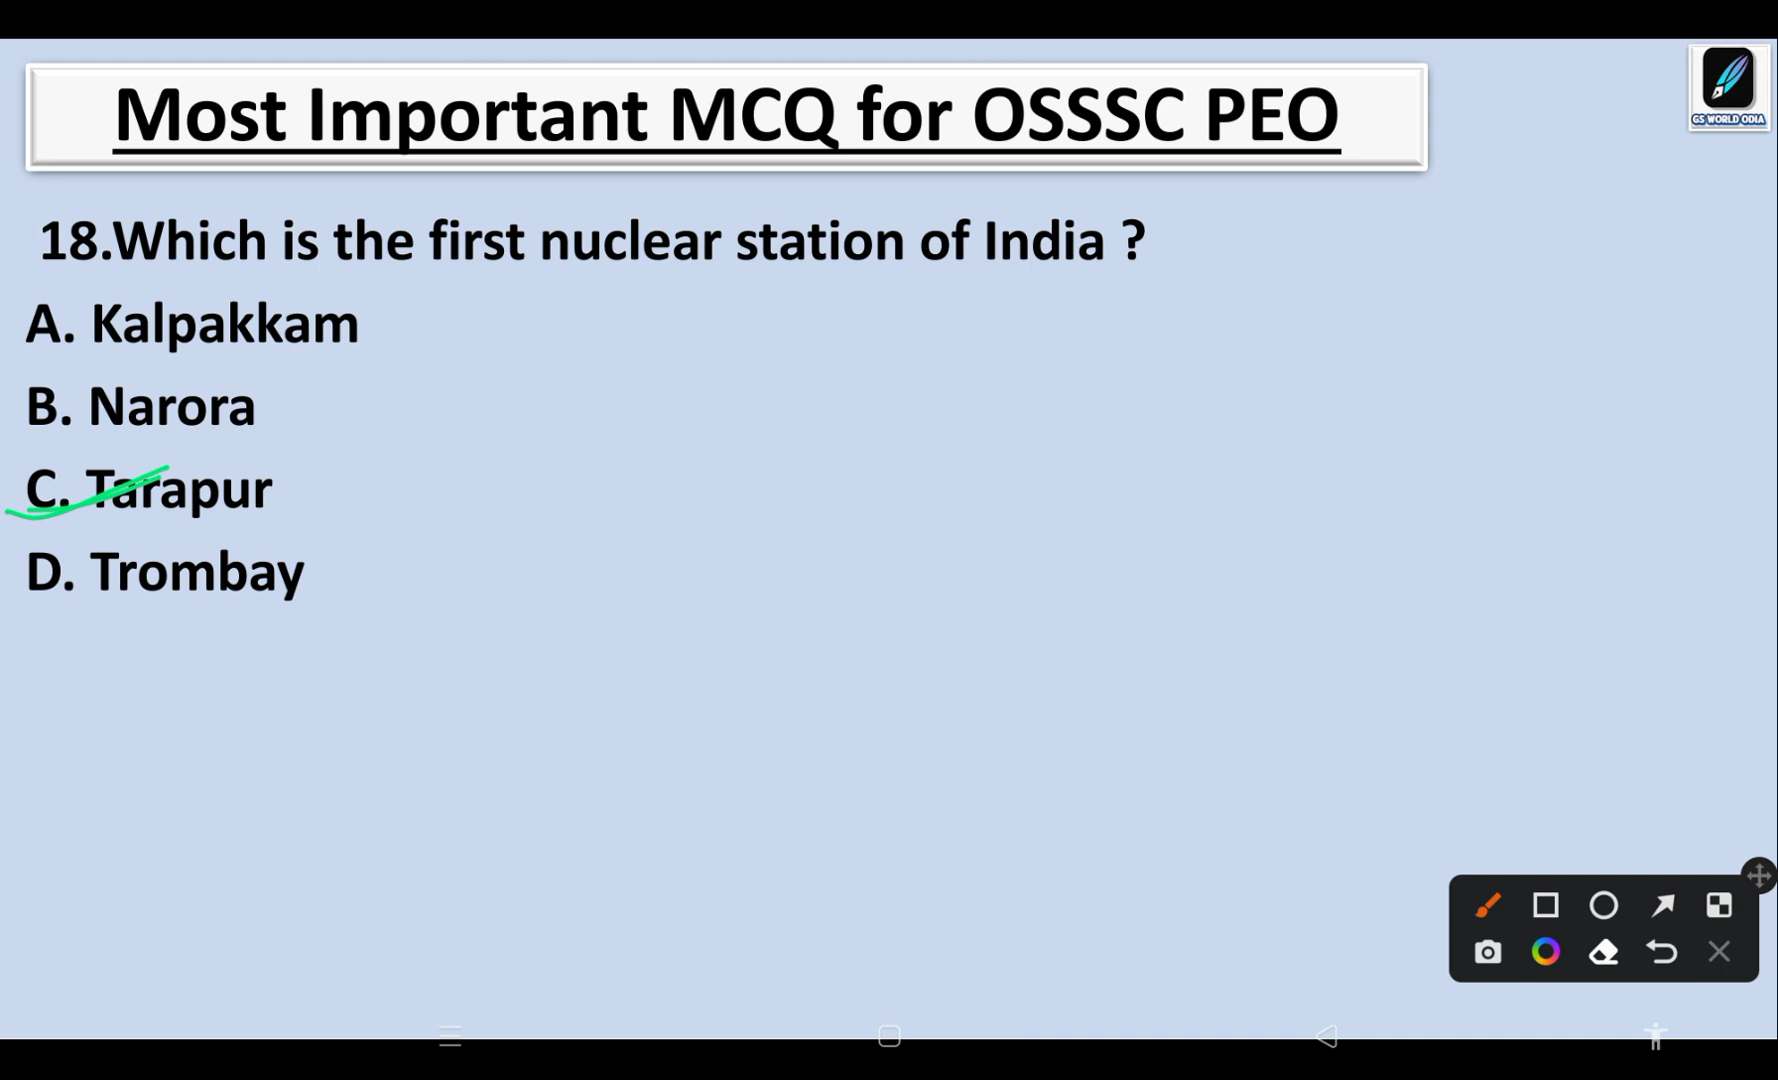 Most Important MCQ for OSSSC PEO
GS WORLD ODIA
18.Which is the first nuclear station of India ?
A. Kalpakkam
B. Narora
C. Tarapur
D. Trombay